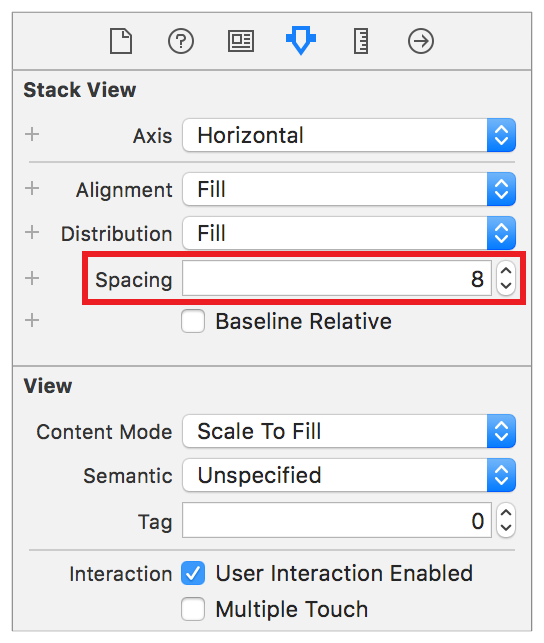 Stack View
Axis Horizontal
Alignment Fill
Distribution Fill
Spacing 8
Baseline Relative
View
Content Mode Scale To Fill
Semantic Unspecified
Tag 0
Interaction User Interaction Enabled
Multiple Touch